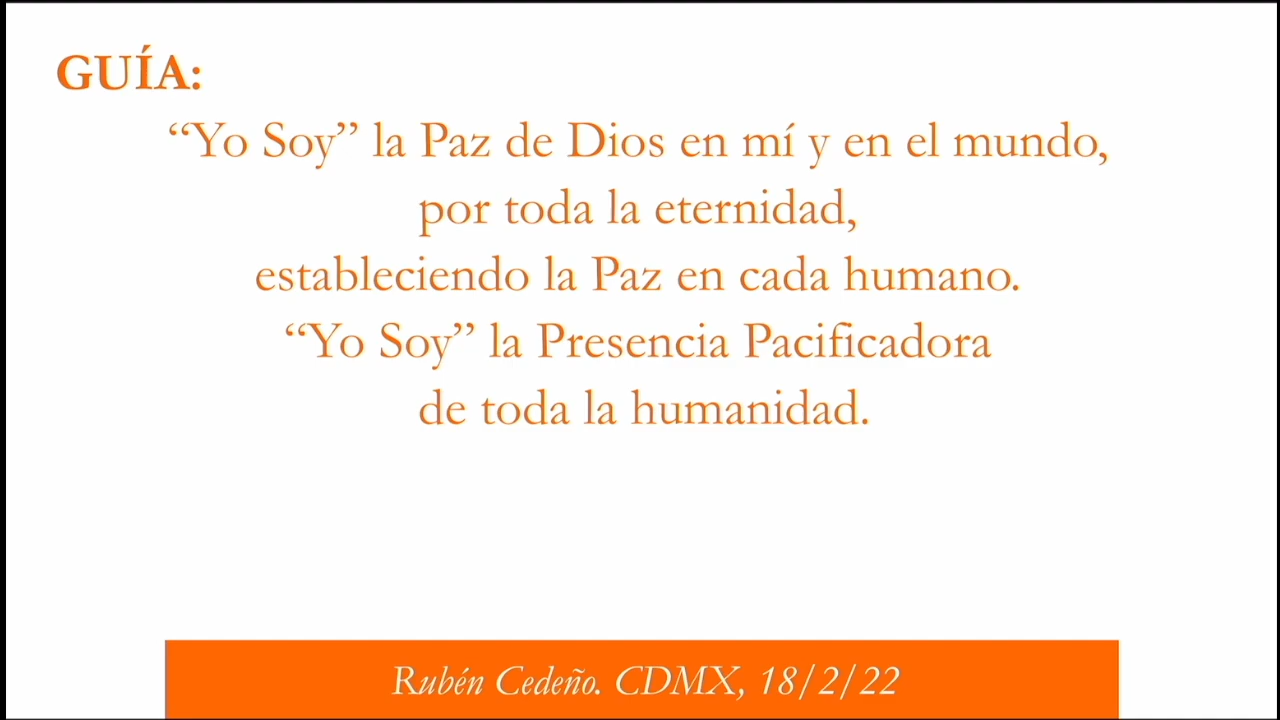 GUÍA:
“Yo Soy” la Paz de Dios en mí y en el mundo,
por toda la eternidad,
estableciendo la Paz en cada humano.
“Yo Soy” la Presencia Pacificadora
de toda la humanidad.
Rubén Cedeño. CDMX, 18/2/22